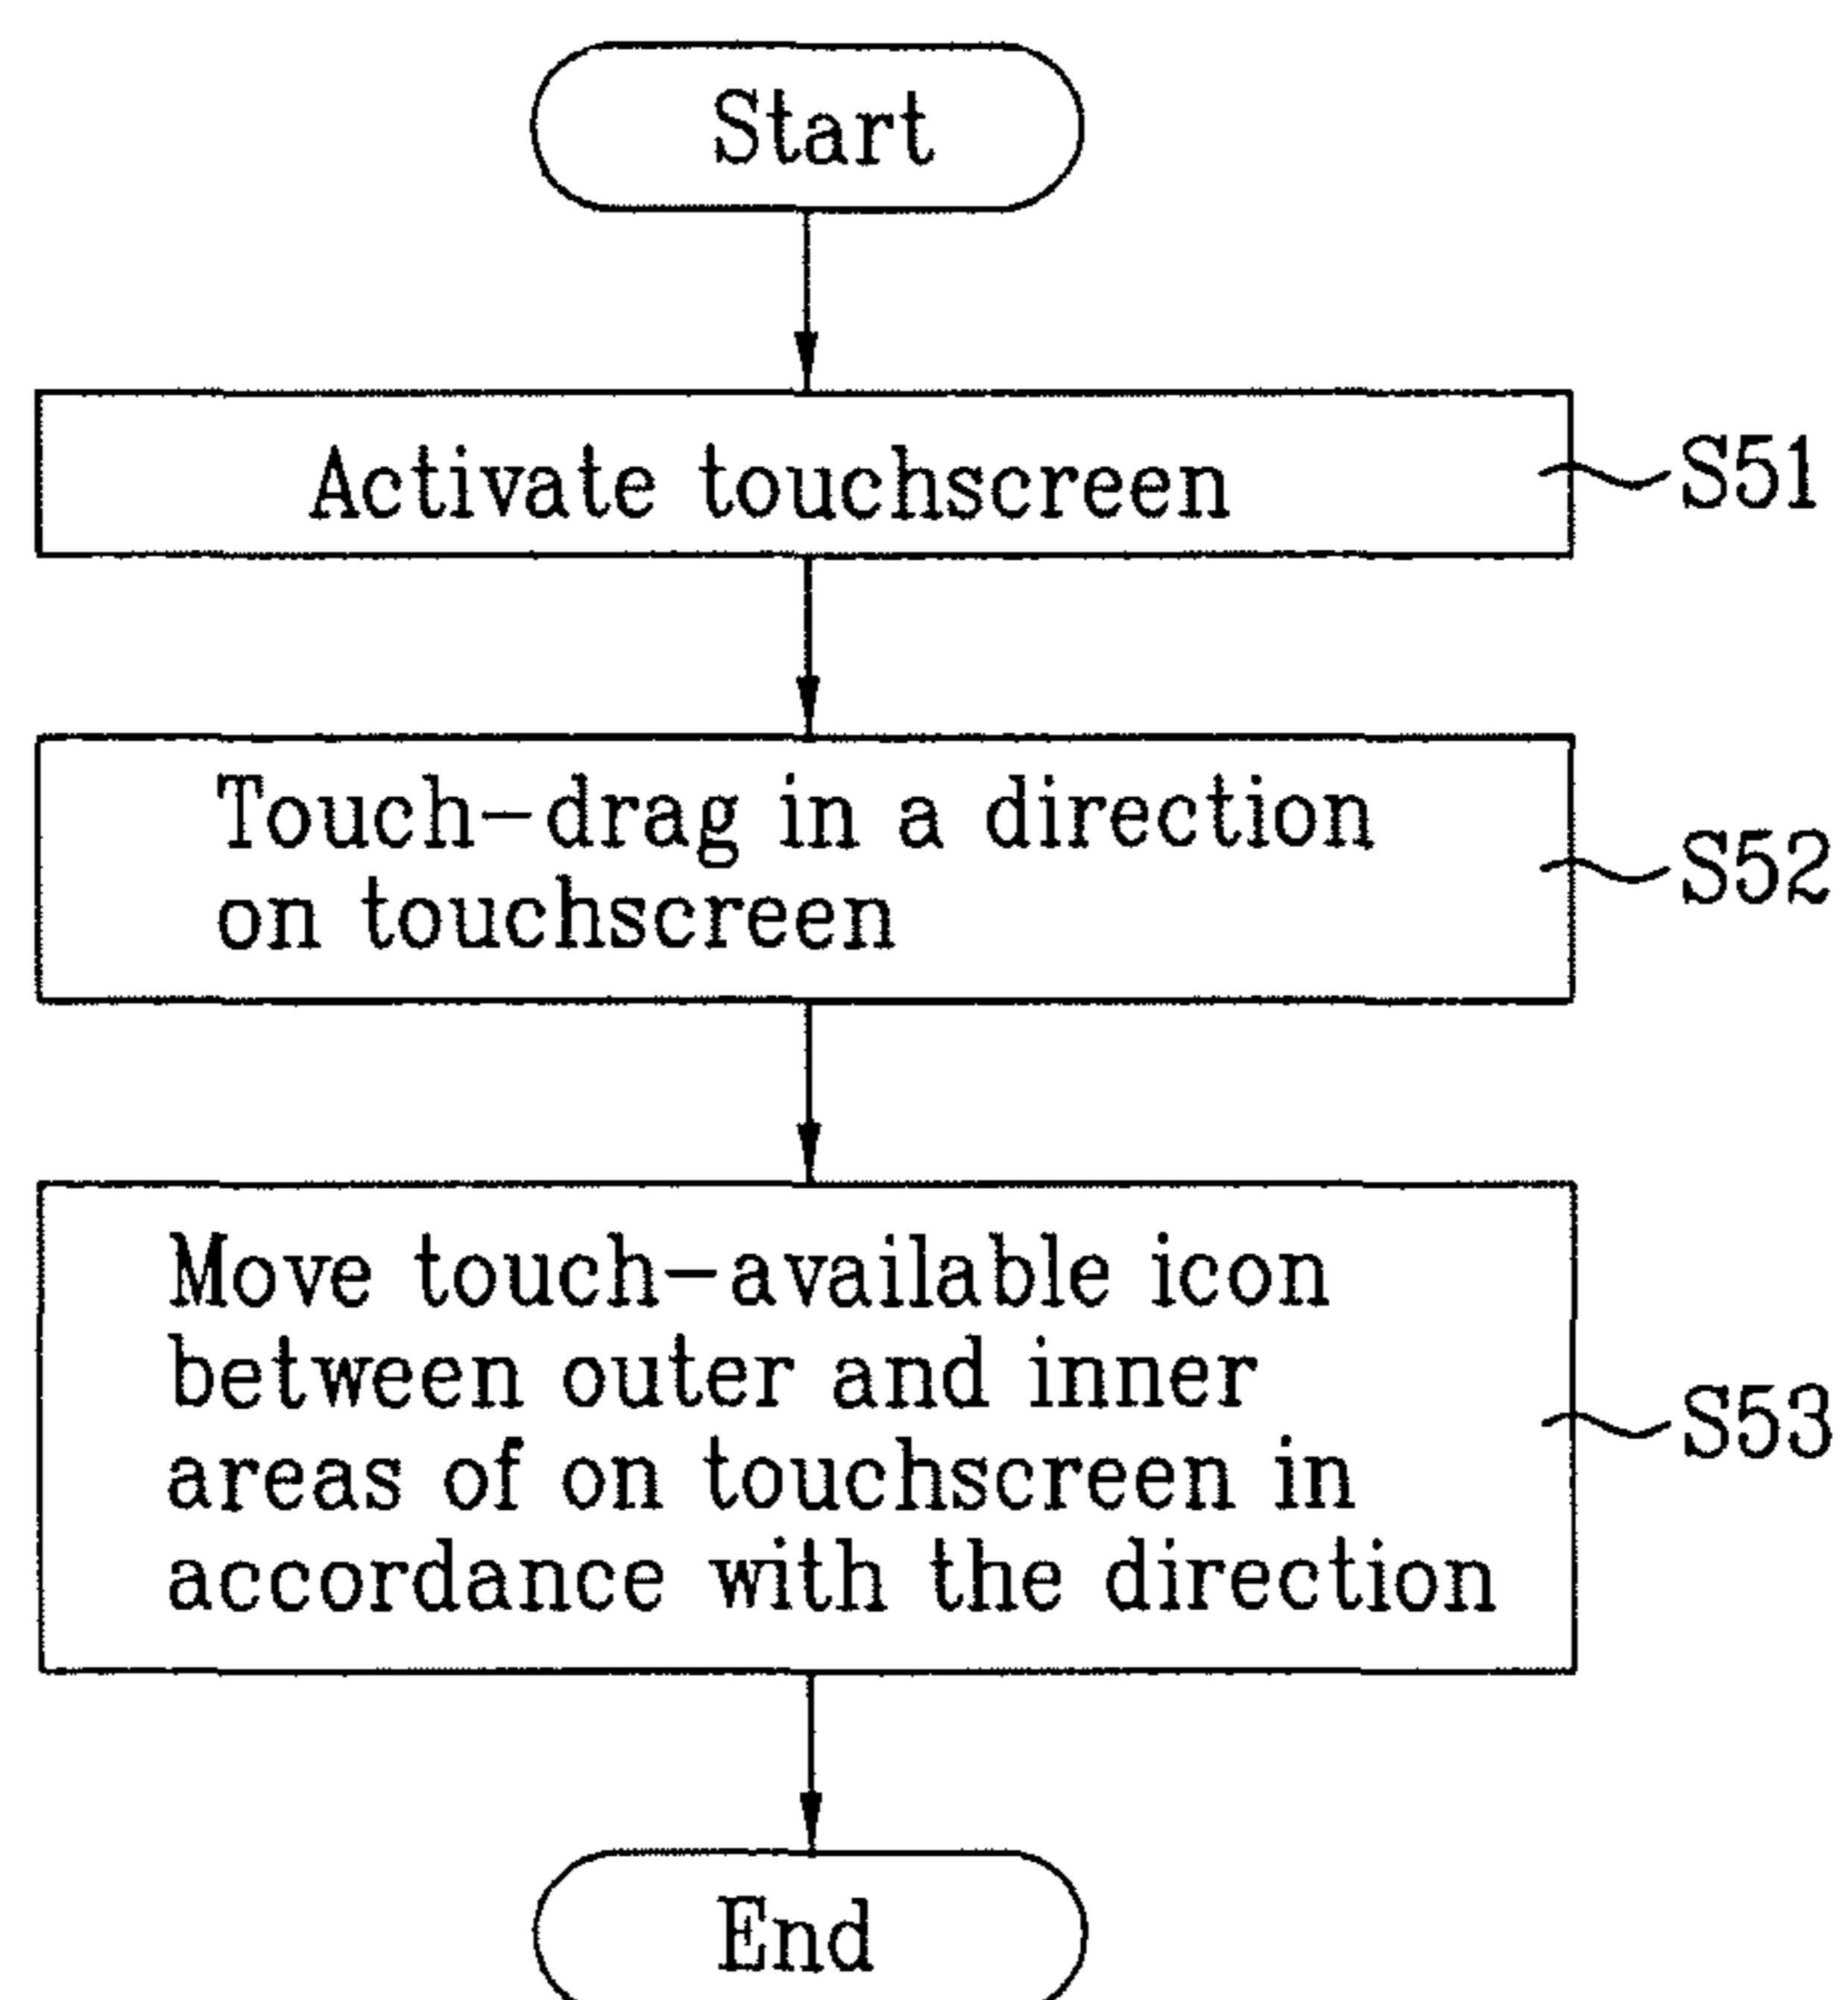 Start
Activate touchscreen
S51
Touch-drag in a direction
on touchscreen
S52
Move touch-available icon
between outer and inner
areas of on touchscreen in
accordance with the direction
S53
End